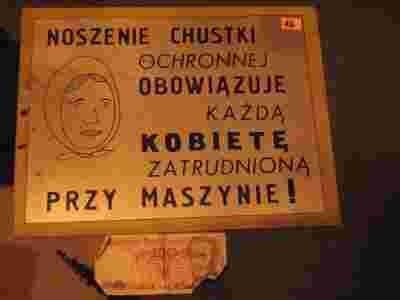 NOSZENIE CHUSTKI
OCHRONNEJ
OBOWIĄZUJE
KAŻDĄ
KOBIETĘ
ZATRUDNIONĄ
PRZY MASZYNIE!